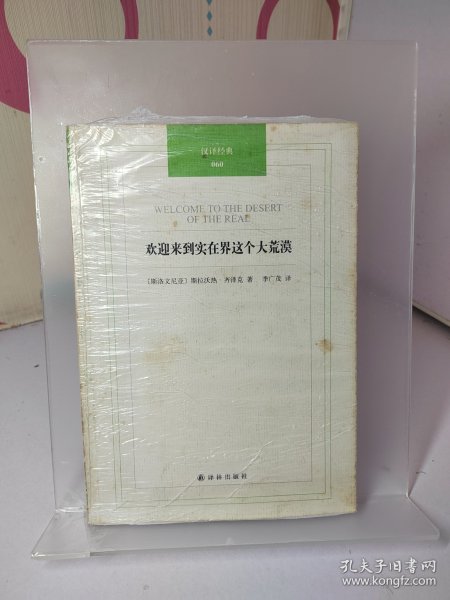 汉译经典
060
WELCOME TO THE DESERT
OF THE REAL
欢迎来到实在界这个大荒漠
〔斯洛文尼亚〕斯拉沃热·齐泽克 著 季广茂 译
译林出版社
孔夫子旧书网
www.kongfz.com